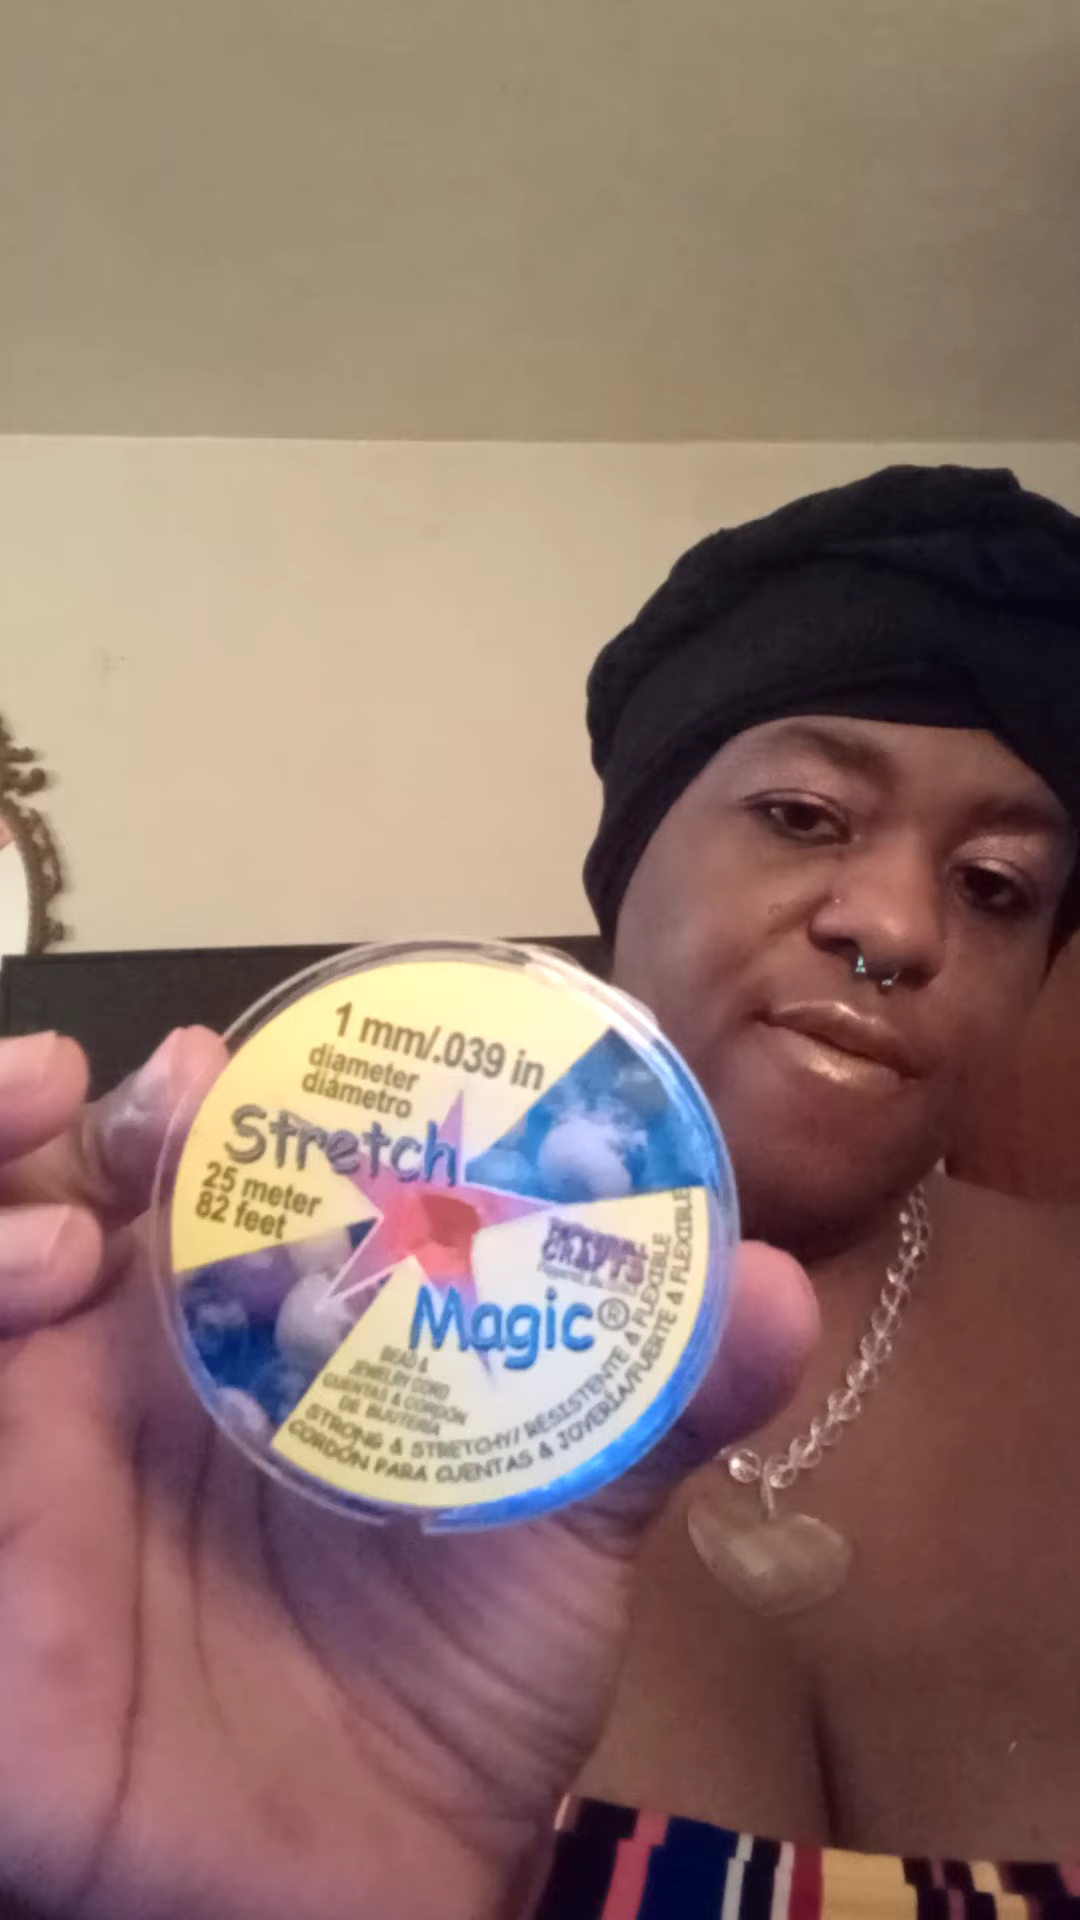 1 mm/.039 in
diameter
diámetro
Stretch
25 meter
82 feet
Magic®
BEAD &
JEWELRY CORD
CUENTAS & CORDÓN
DE BIJUTERIA
STRONG & STRETCHY/ RESISTENTE & FLEXIBLE
CORDÓN PARA CUENTAS & JOYERÍA/FUERTE & FLEXIBLE